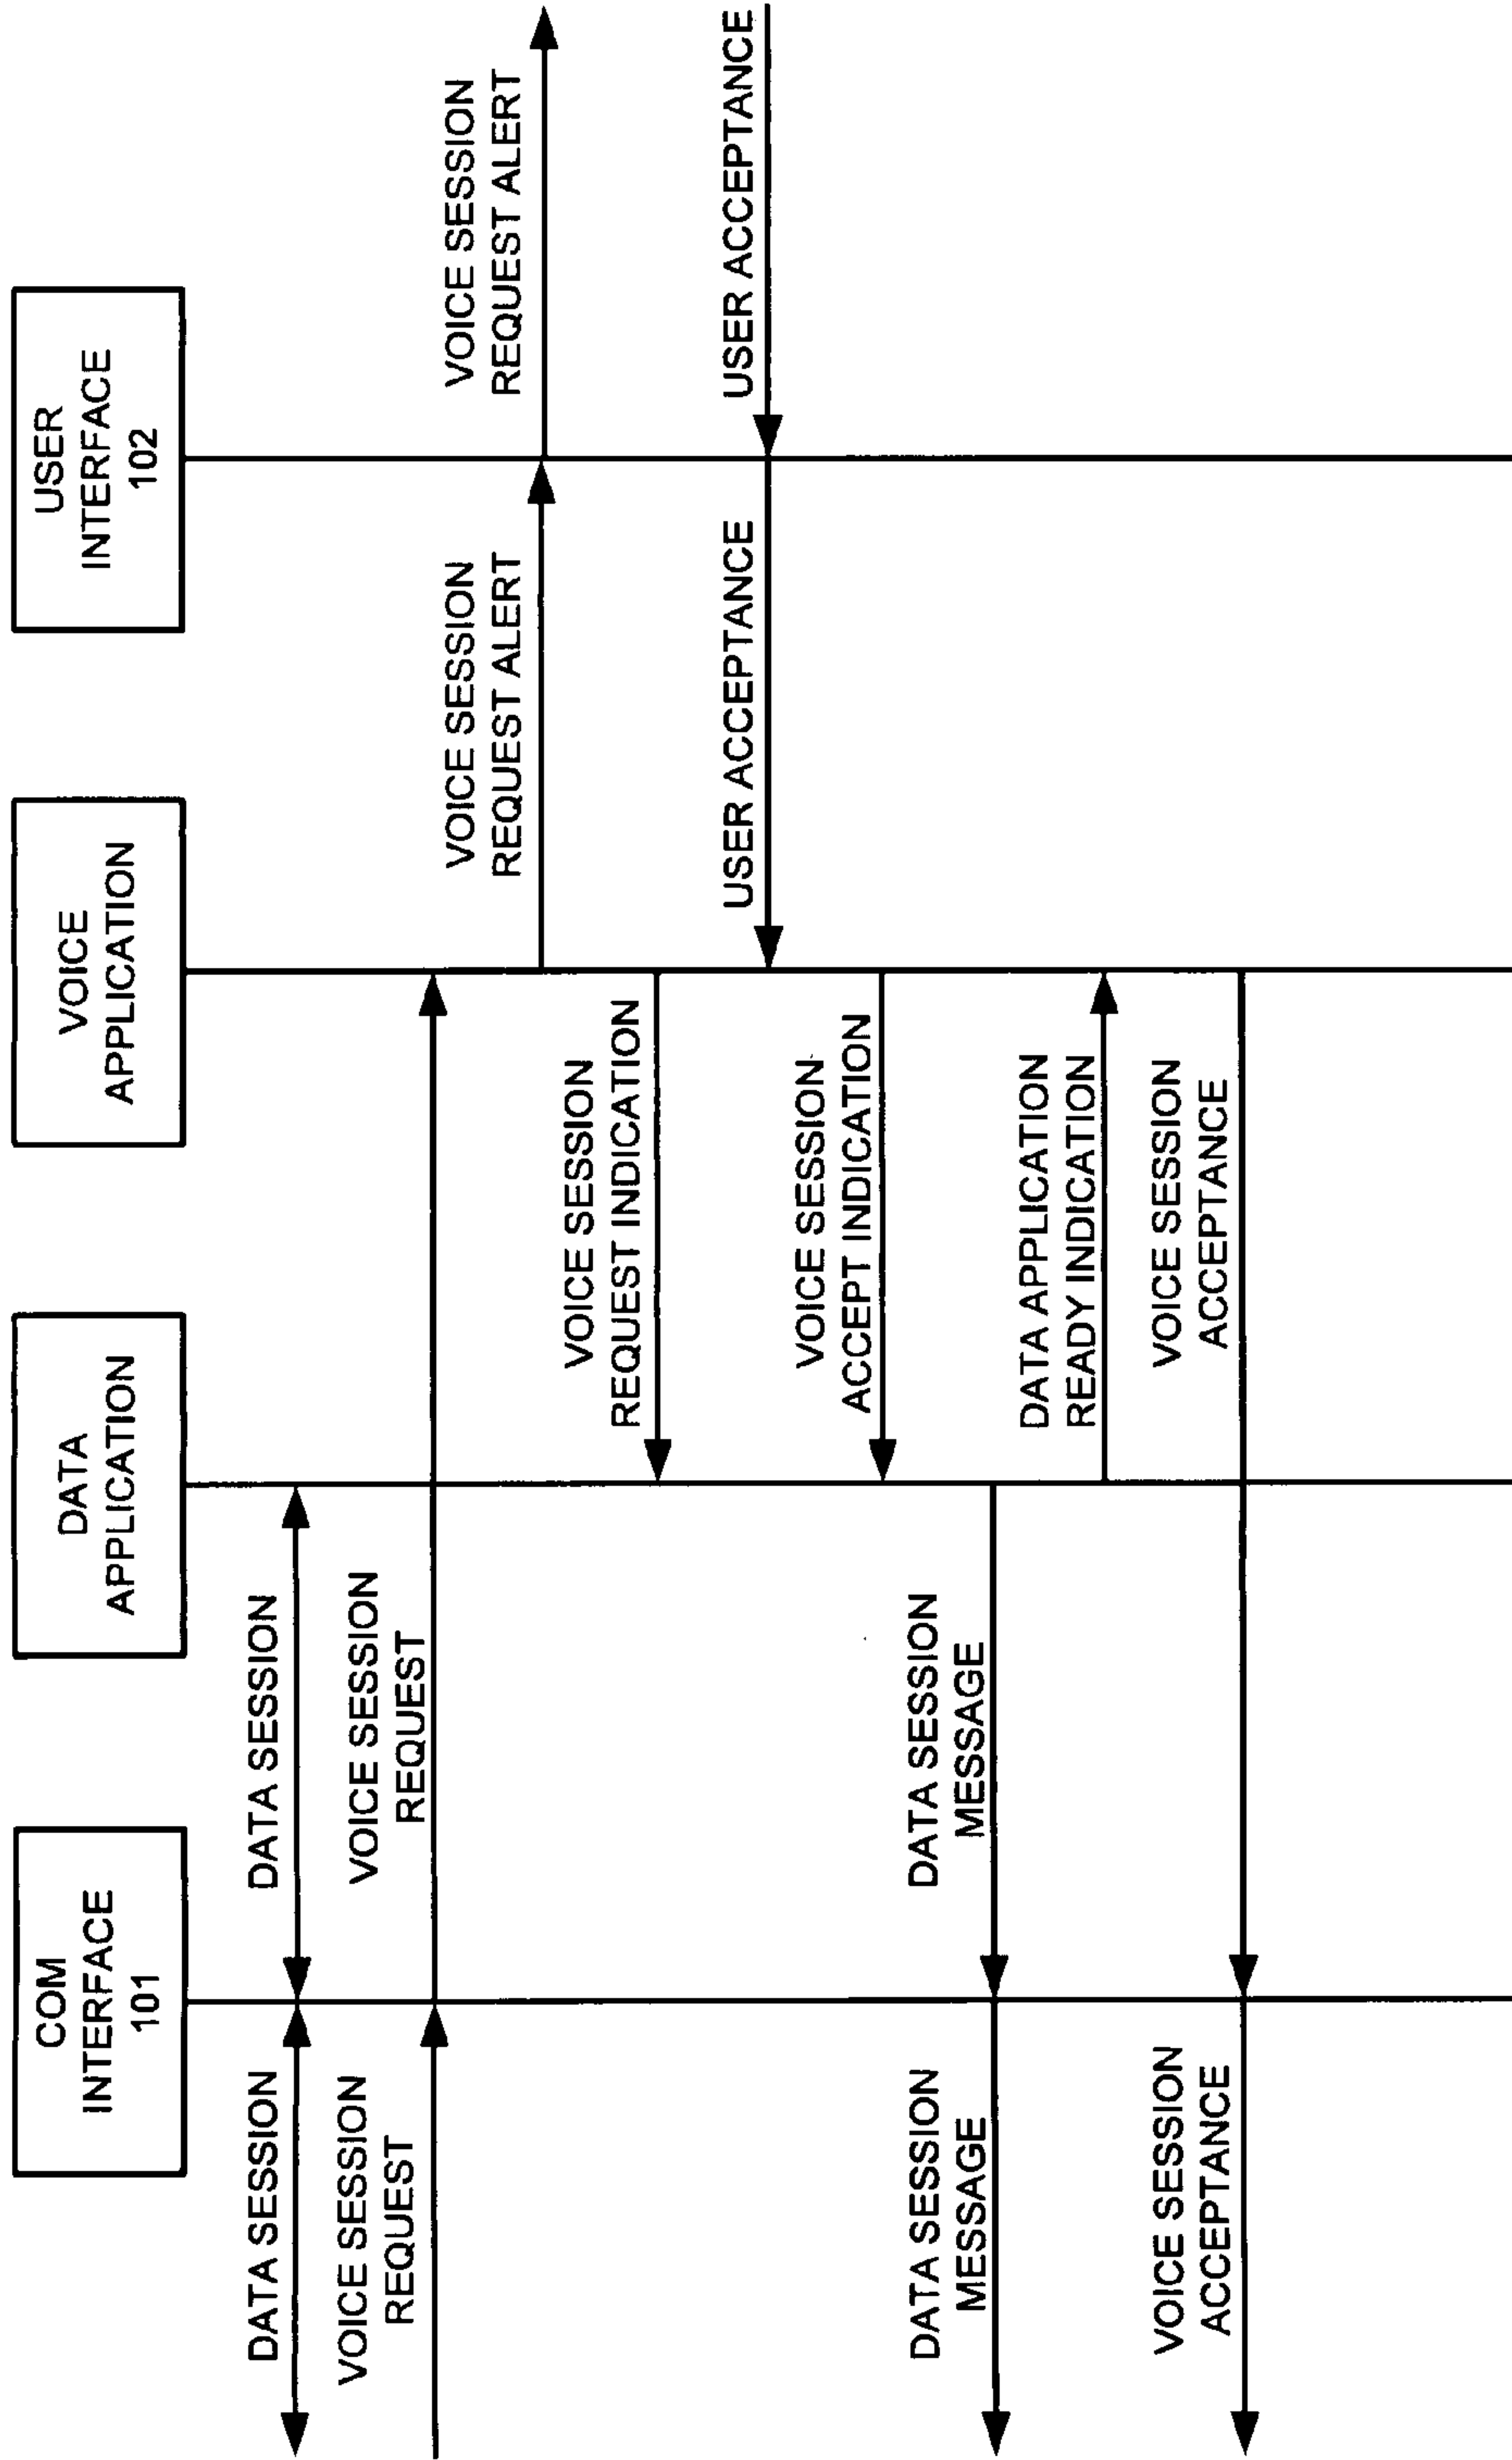 COM
INTERFACE
101
DATA
APPLICATION
VOICE
APPLICATION
USER
INTERFACE
102
DATA SESSION
DATA SESSION
VOICE SESSION
REQUEST
VOICE SESSION
REQUEST
VOICE SESSION
REQUEST ALERT
VOICE SESSION
REQUEST ALERT
VOICE SESSION
REQUEST INDICATION
USER ACCEPTANCE
USER ACCEPTANCE
VOICE SESSION
ACCEPT INDICATION
DATA SESSION
MESSAGE
DATA SESSION
MESSAGE
DATA APPLICATION
READY INDICATION
VOICE SESSION
ACCEPTANCE
VOICE SESSION
ACCEPTANCE